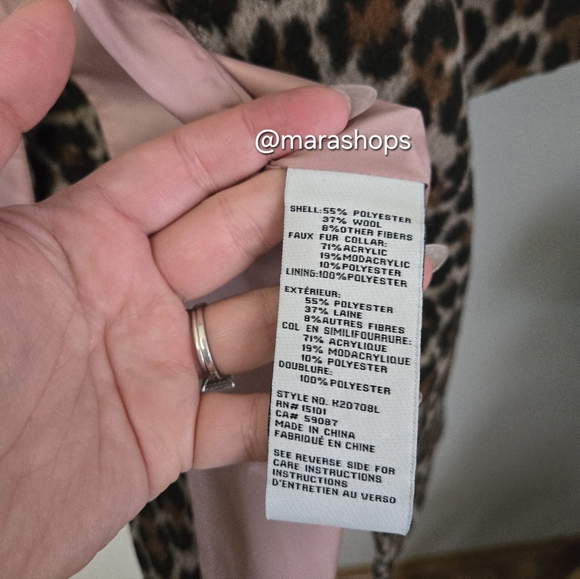 @marashops
SHELL:55% POLYESTER
37% WOOL
8%OTHER FIBERS
FAUX FUR COLLAR:
71%ACRYLIC
19%MODACRYLIC
10%POLYESTER
LINING:100%POLYESTER
EXTÉRIEUR:
55% POLYESTER
37% LAINE
8%AUTRES FIBRES
COL EN SIMILIFOURRURE:
71% ACRYLIQUE
19% MODACRYLIQUE
10% POLYESTER
DOUBLURE:
100%POLYESTER
STYLE NO. K20708L
RN# 15101
CA# 59087
MADE IN CHINA
FABRIQUÉ EN CHINE
SEE REVERSE SIDE FOR
CARE INSTRUCTIONS
INSTRUCTIONS
D'ENTRETIEN AU VERSO